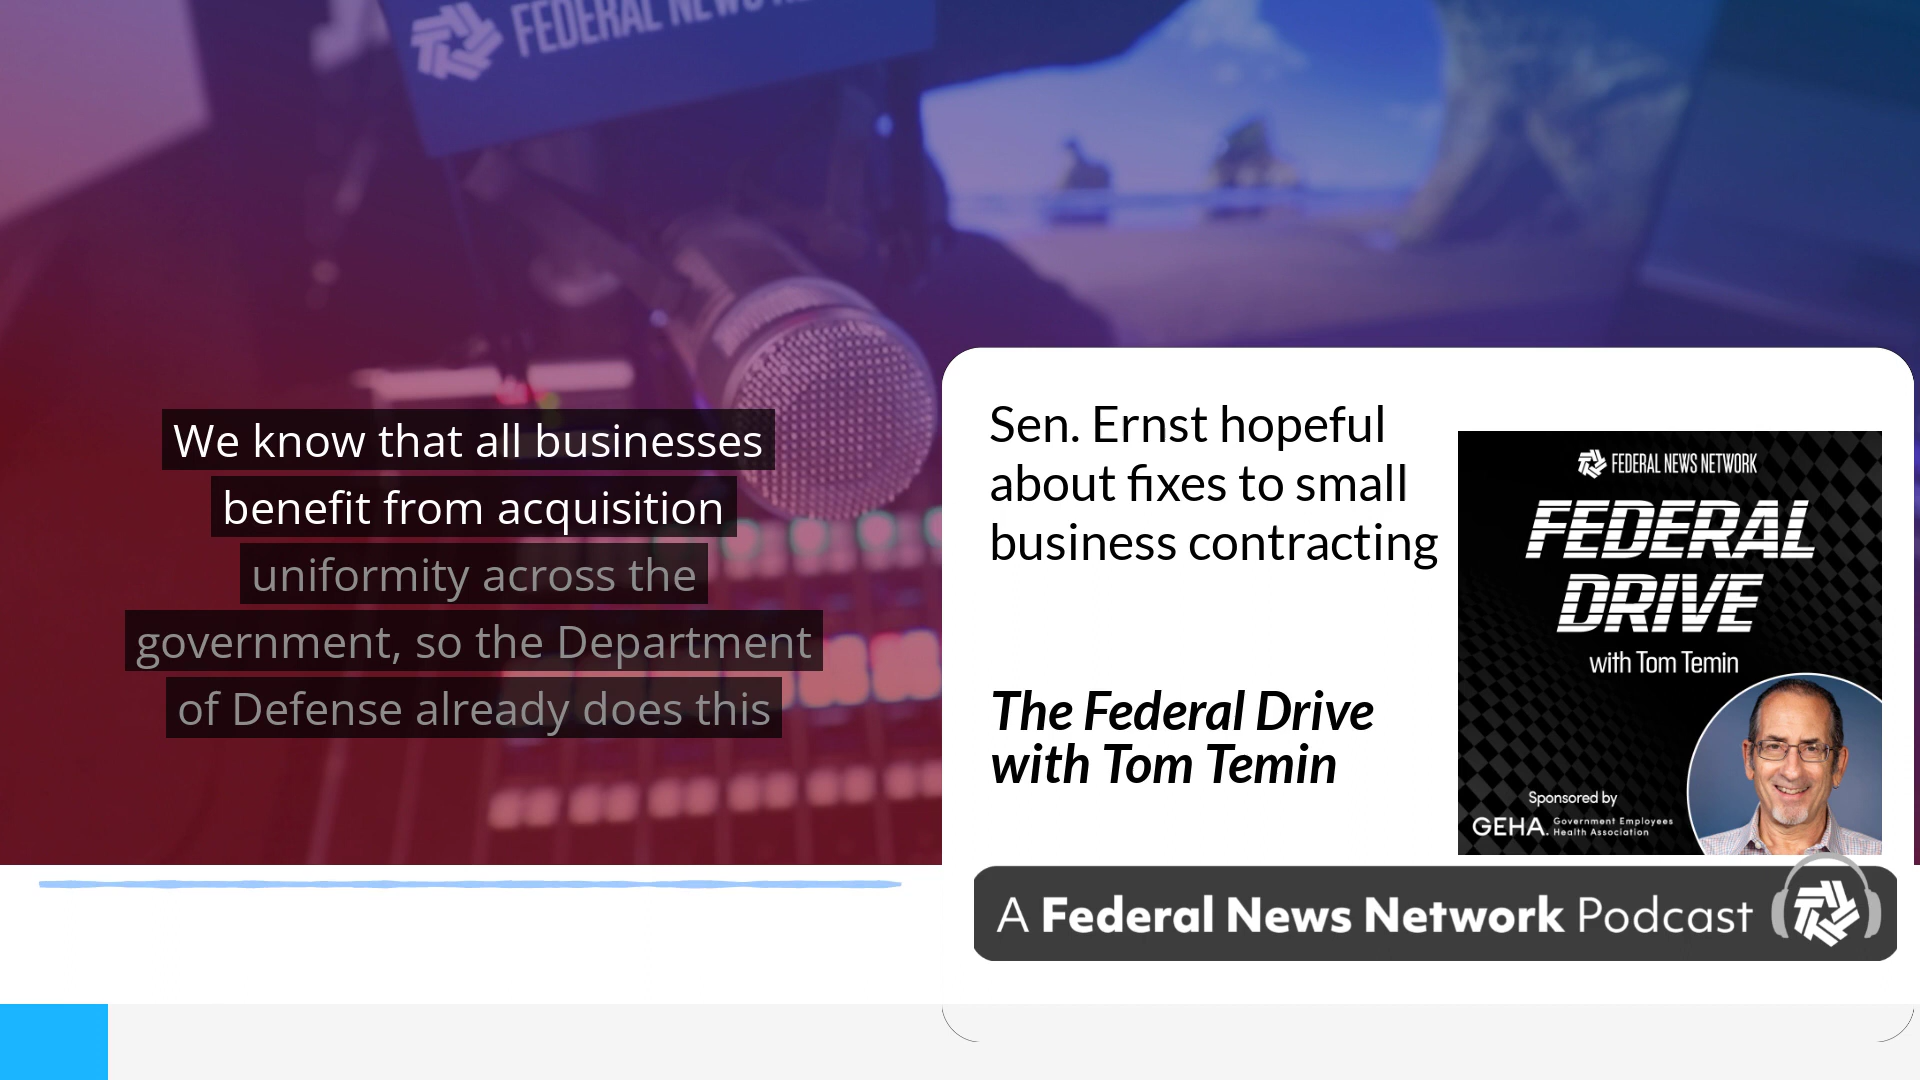 FEDERAL NEWS
We know that all businesses
benefit from acquisition
uniformity across the
government, so the Department
of Defense already does this
Sen. Ernst hopeful
about fixes to small
business contracting
The Federal Drive
with Tom Temin
FEDERAL NEWS NETWORK
FEDERAL
DRIVE
with Tom Temin
Sponsored by
GEHA. Government Employees
Health Association
A Federal News Network Podcast